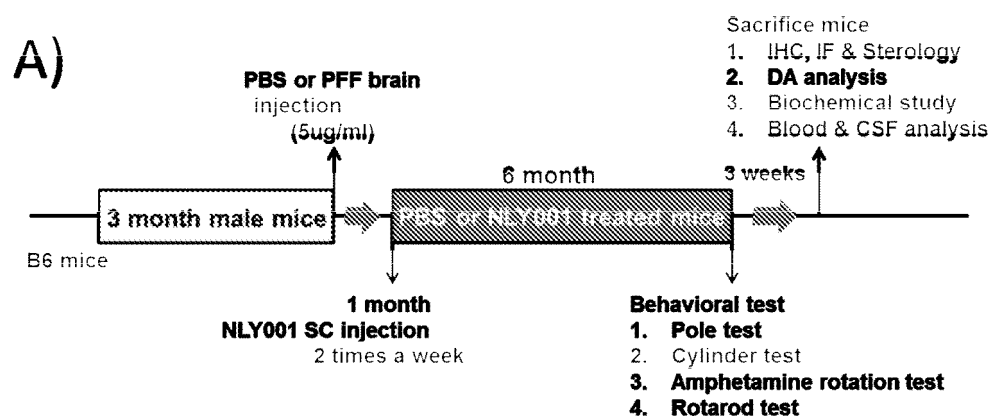 A)
PBS or PFF brain
injection
(5ug/ml)
Sacrifice mice
1. IHC, IF & Sterology
2. DA analysis
3. Biochemical study
4. Blood & CSF analysis
6 month
3 weeks
3 month male mice
PBS or NLY001 treated mice
B6 mice
1 month
NLY001 SC injection
2 times a week
Behavioral test
1. Pole test
2. Cylinder test
3. Amphetamine rotation test
4. Rotarod test